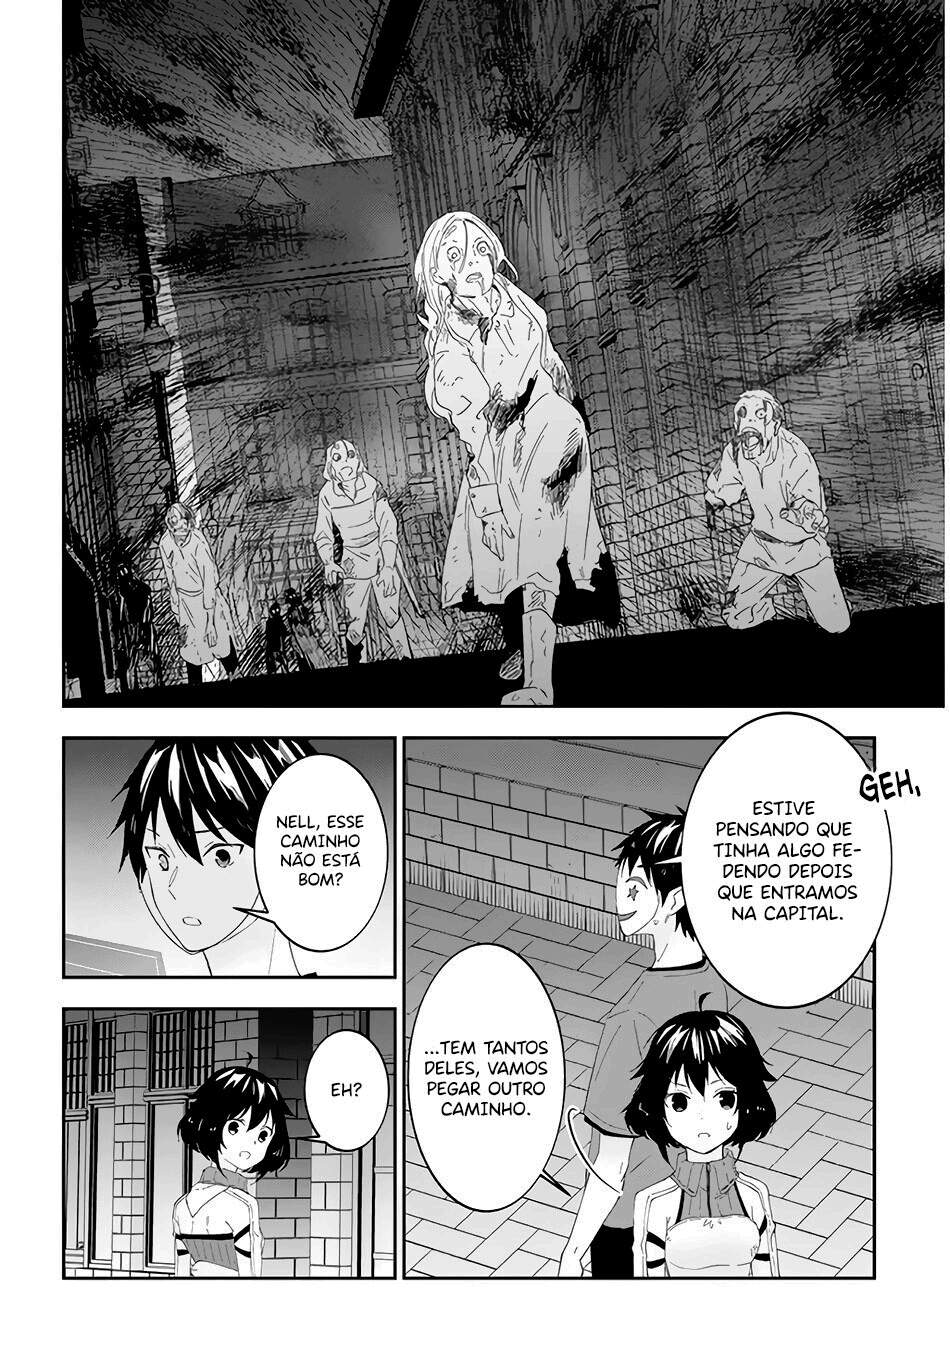 GEH,
ESTIVE
PENSANDO QUE
TINHA ALGO FE-
DENDO DEPOIS
QUE ENTRAMOS
NA CAPITAL.
...TEM TANTOS
DELES, VAMOS
PEGAR OUTRO
CAMINHO.
NELL, ESSE
CAMINHO
NÃO ESTÁ
BOM?
EH?